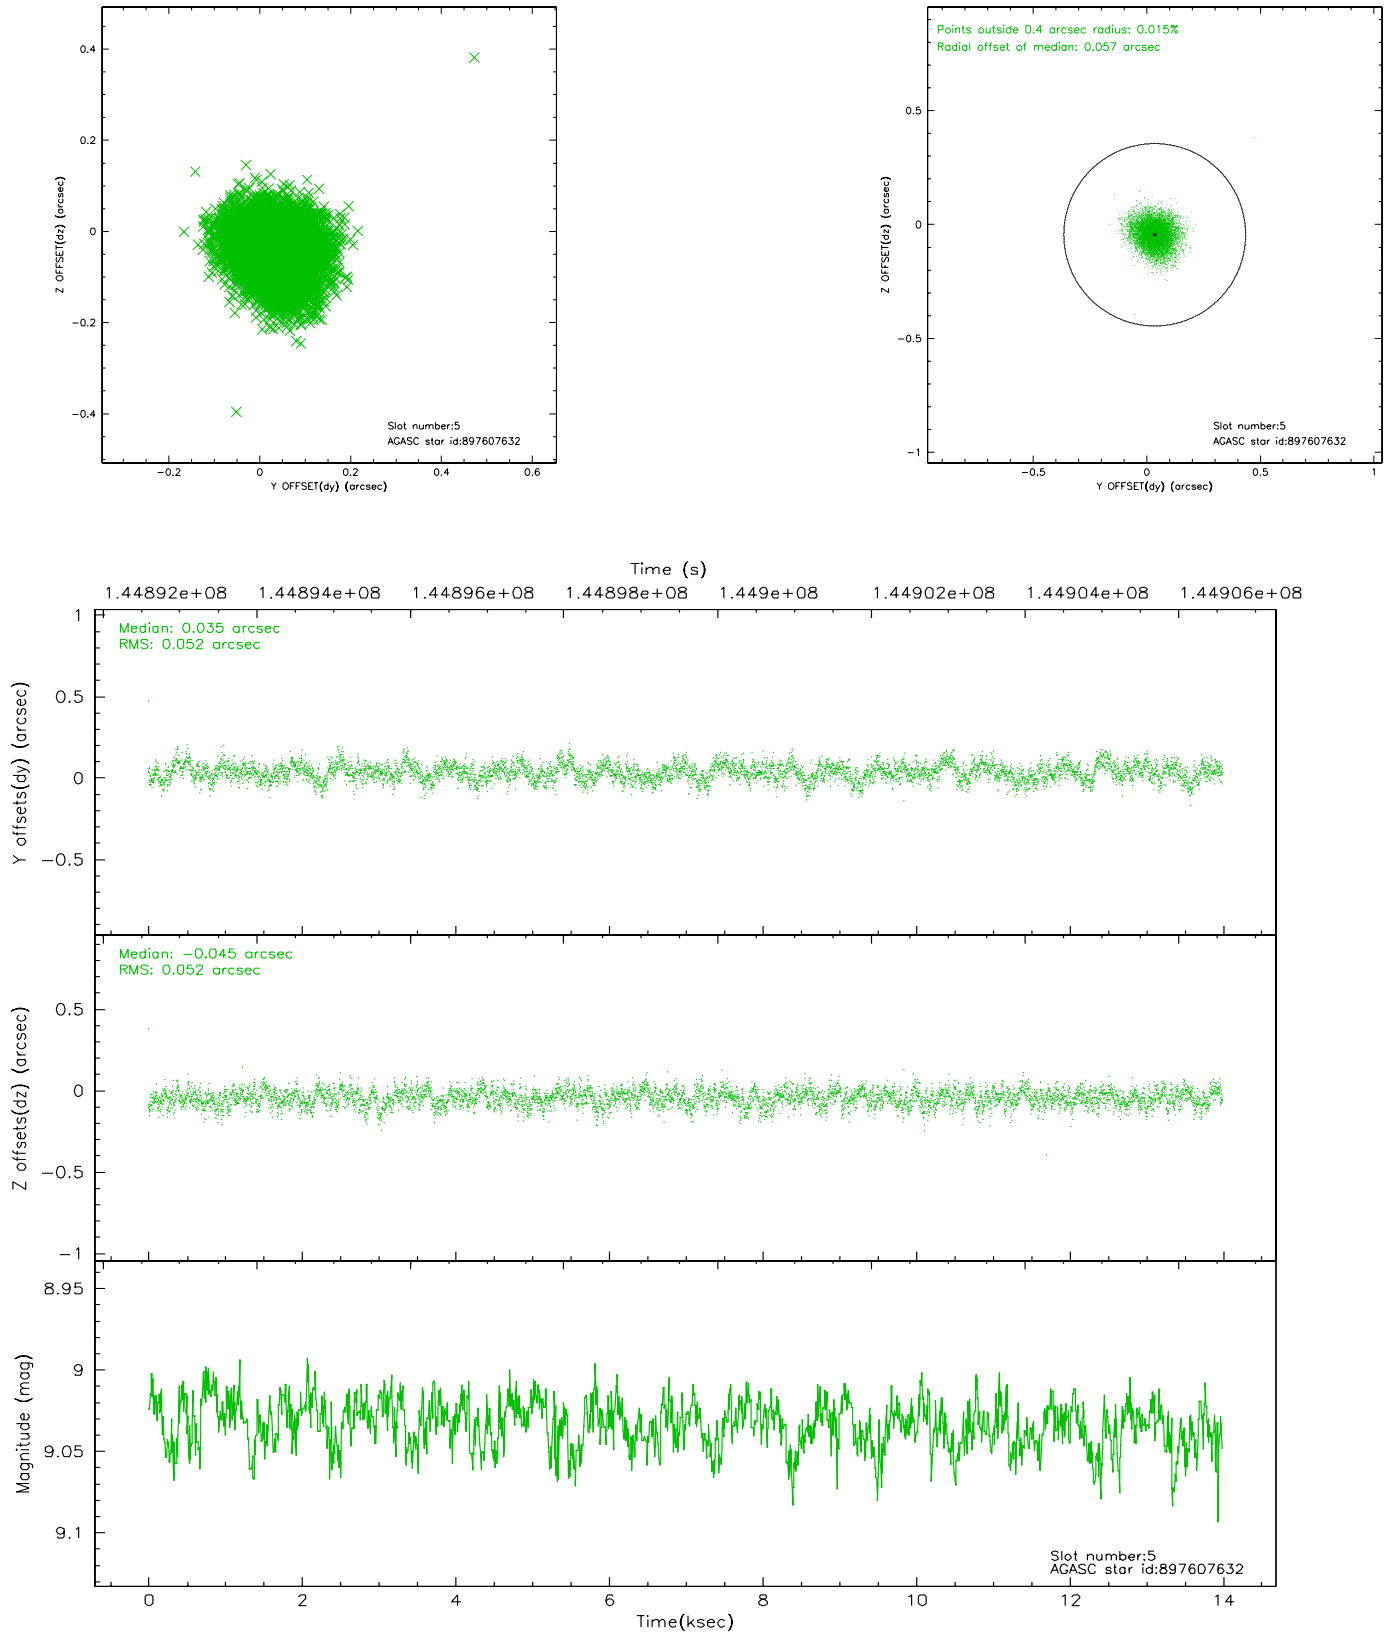 0.4
0.2
0
−0.2
−0.4
Z OFFSET(dz) (arcsec)
Slot number:5
AGASC star id:897607632
−0.2 0 0.2 0.4 0.6
Y OFFSET(dy) (arcsec)
Points outside 0.4 arcsec radius: 0.015%
Radial offset of median: 0.057 arcsec
0.5
0
−0.5
−1
Z OFFSET(dz) (arcsec)
Slot number:5
AGASC star id:897607632
−0.5 0 0.5 1
Y OFFSET(dy) (arcsec)
Time (s)
1.44892e+08 1.44894e+08 1.44896e+08 1.44898e+08 1.449e+08 1.44902e+08 1.44904e+08 1.44906e+08
Median: 0.035 arcsec
RMS: 0.052 arcsec
1
0.5
0
−0.5
Y offsets(dy) (arcsec)
Median: −0.045 arcsec
RMS: 0.052 arcsec
0.5
0
−0.5
−1
Z offsets(dz) (arcsec)
8.95
9
9.05
9.1
Magnitude (mag)
Slot number:5
AGASC star id:897607632
0 2 4 6 8 10 12 14
Time(ksec)